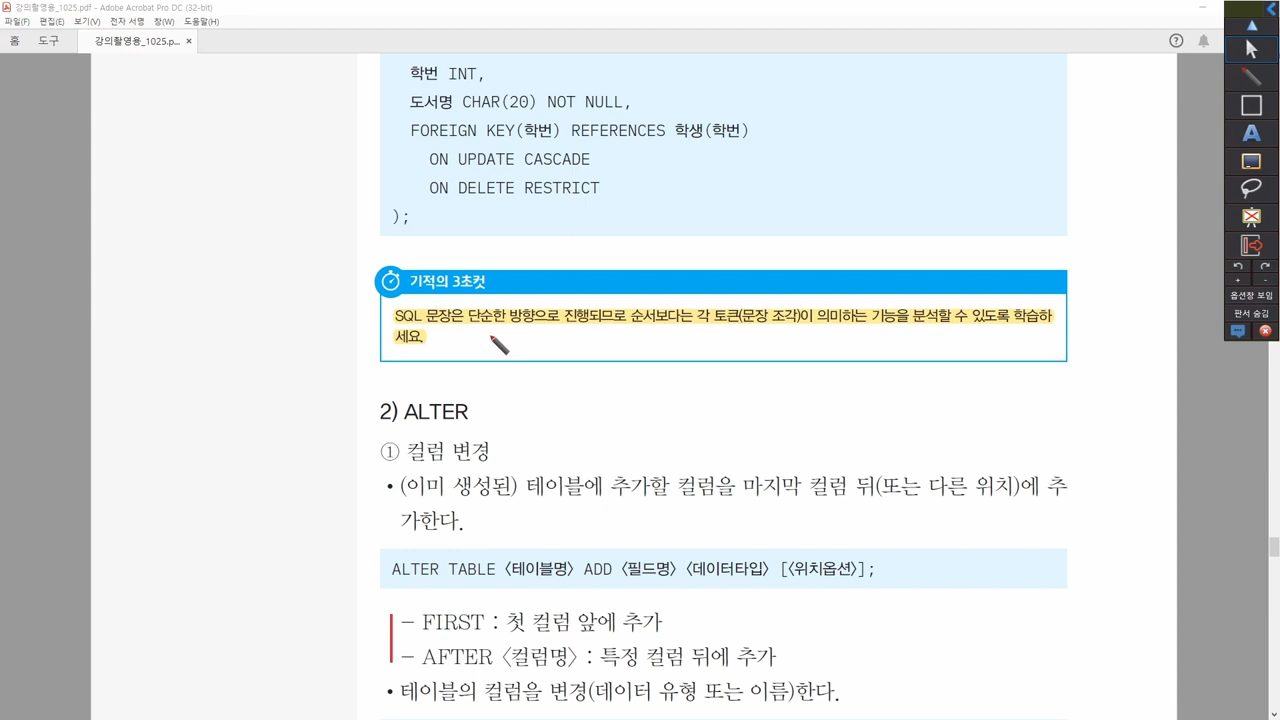 강의촬영용_1025.pdf - Adobe Acrobat Pro DC (32-bit)
파일(F) 편집(E) 보기(V) 전자 서명 창(W) 도움말(H)
홈 도구 강의촬영용_1025.p... ×
학번 INT,
도서명 CHAR(20) NOT NULL,
FOREIGN KEY(학번) REFERENCES 학생(학번)
ON UPDATE CASCADE
ON DELETE RESTRICT
);
기적의 3초컷
SQL 문장은 단순한 방향으로 진행되므로 순서보다는 각 토큰(문장 조각)이 의미하는 기능을 분석할 수 있도록 학습하
세요.
2) ALTER
① 컬럼 변경
• (이미 생성된) 테이블에 추가할 컬럼을 마지막 컬럼 뒤(또는 다른 위치)에 추
가한다.
ALTER TABLE 〈테이블명〉 ADD 〈필드명〉 〈데이터타입〉 [〈위치옵션〉];
– FIRST : 첫 컬럼 앞에 추가
– AFTER 〈컬럼명〉 : 특정 컬럼 뒤에 추가
• 테이블의 컬럼을 변경(데이터 유형 또는 이름)한다.
A
+ -
옵션창 보임
판서 숨김